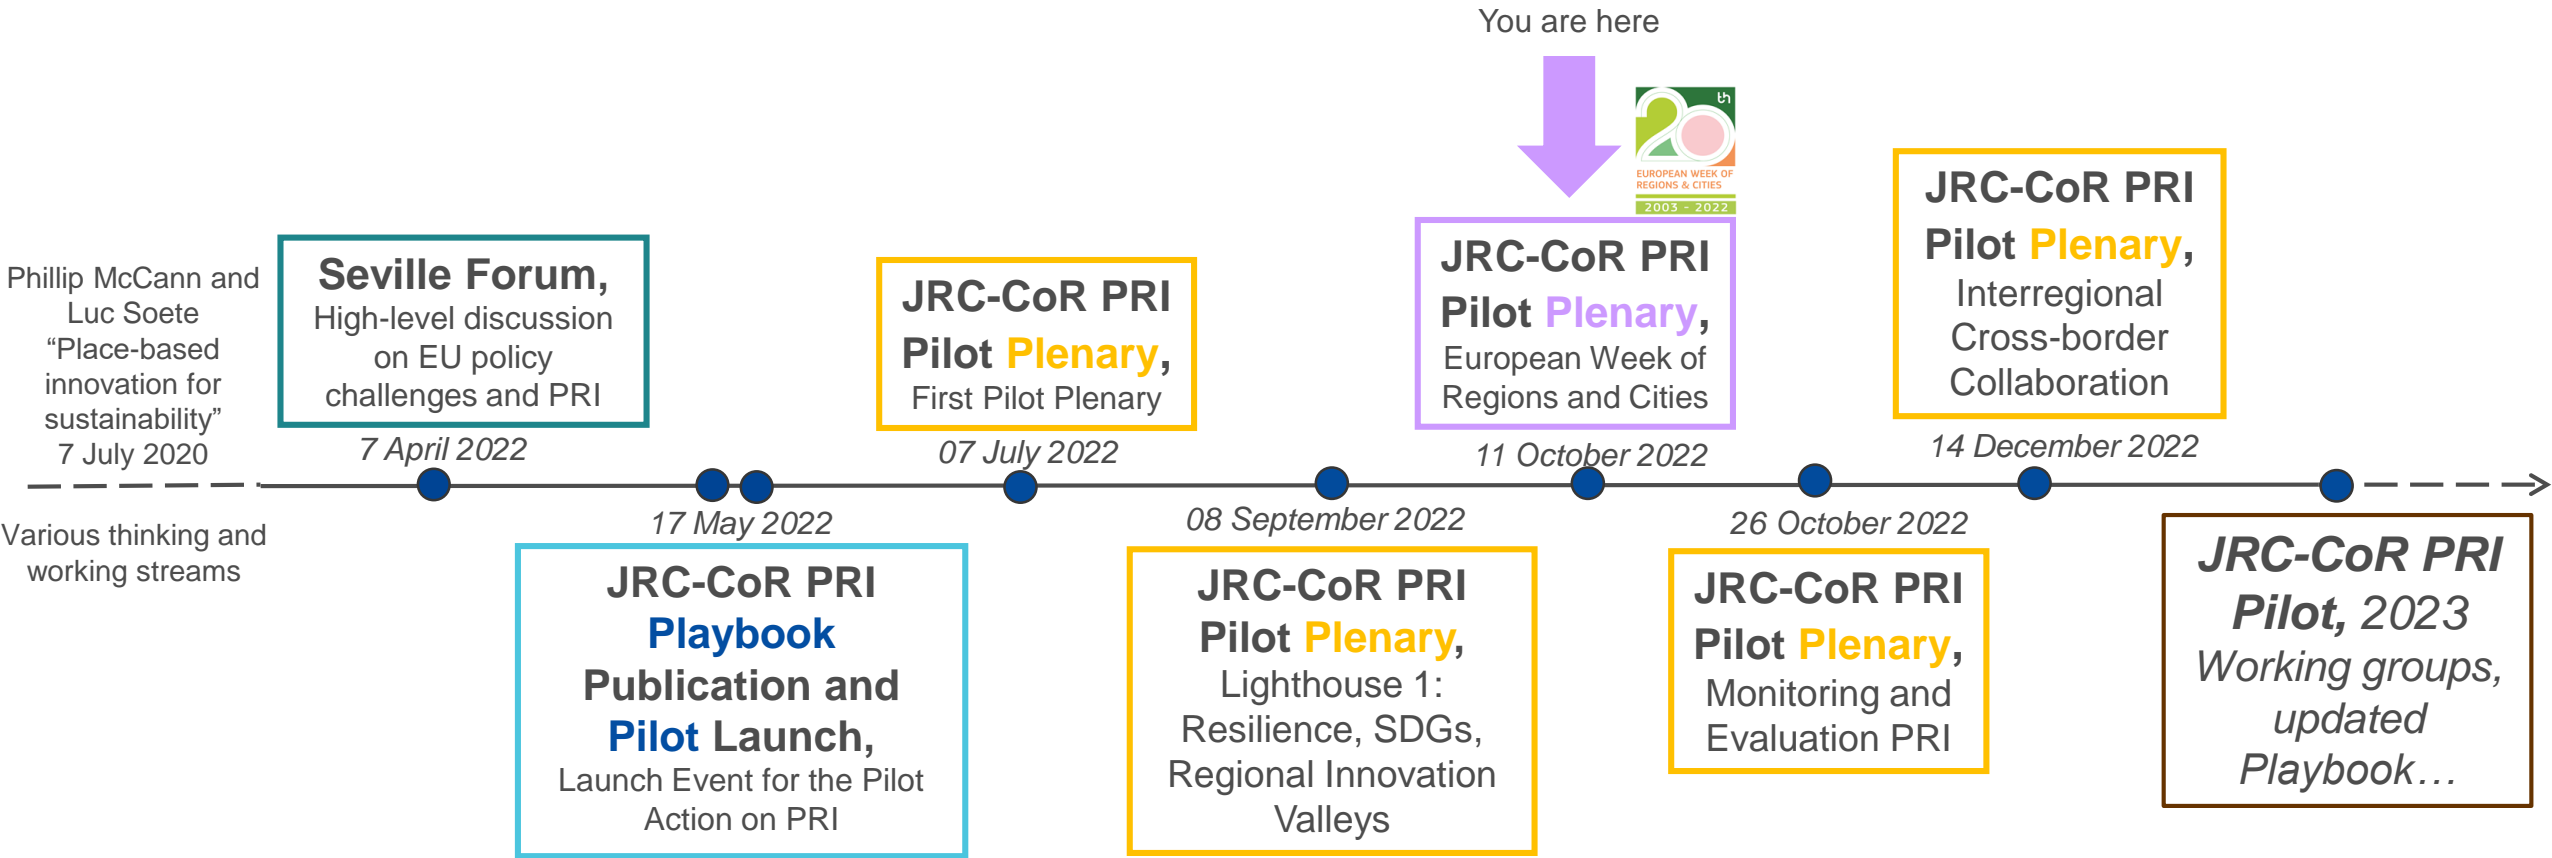 You are here
th
20
EUROPEAN WEEK OF
REGIONS & CITIES
2003 - 2022
Phillip McCann and
Luc Soete
“Place-based
innovation for
sustainability”
7 July 2020
Various thinking and
working streams
Seville Forum,
High-level discussion
on EU policy
challenges and PRI
7 April 2022
17 May 2022
JRC-CoR PRI
Playbook
Publication and
Pilot Launch,
Launch Event for the Pilot
Action on PRI
JRC-CoR PRI
Pilot Plenary,
First Pilot Plenary
07 July 2022
08 September 2022
JRC-CoR PRI
Pilot Plenary,
Lighthouse 1:
Resilience, SDGs,
Regional Innovation
Valleys
JRC-CoR PRI
Pilot Plenary,
European Week of
Regions and Cities
11 October 2022
26 October 2022
JRC-CoR PRI
Pilot Plenary,
Monitoring and
Evaluation PRI
JRC-CoR PRI
Pilot Plenary,
Interregional
Cross-border
Collaboration
14 December 2022
JRC-CoR PRI
Pilot, 2023
Working groups,
updated
Playbook…